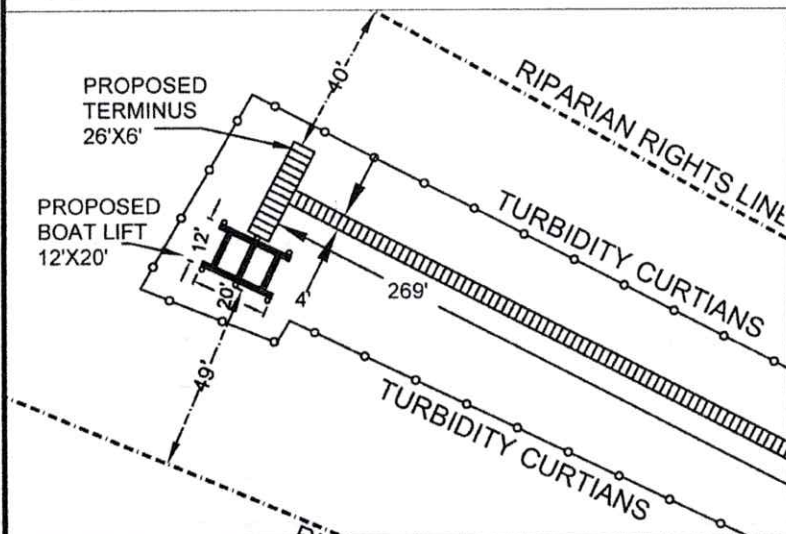 PROPOSED
TERMINUS
26'X6'
40'
RIPARIAN RIGHTS LINE
TURBIDITY CURTIANS
PROPOSED
BOAT LIFT
12'X20'
12'
20'
4'
269'
49'
TURBIDITY CURTIANS